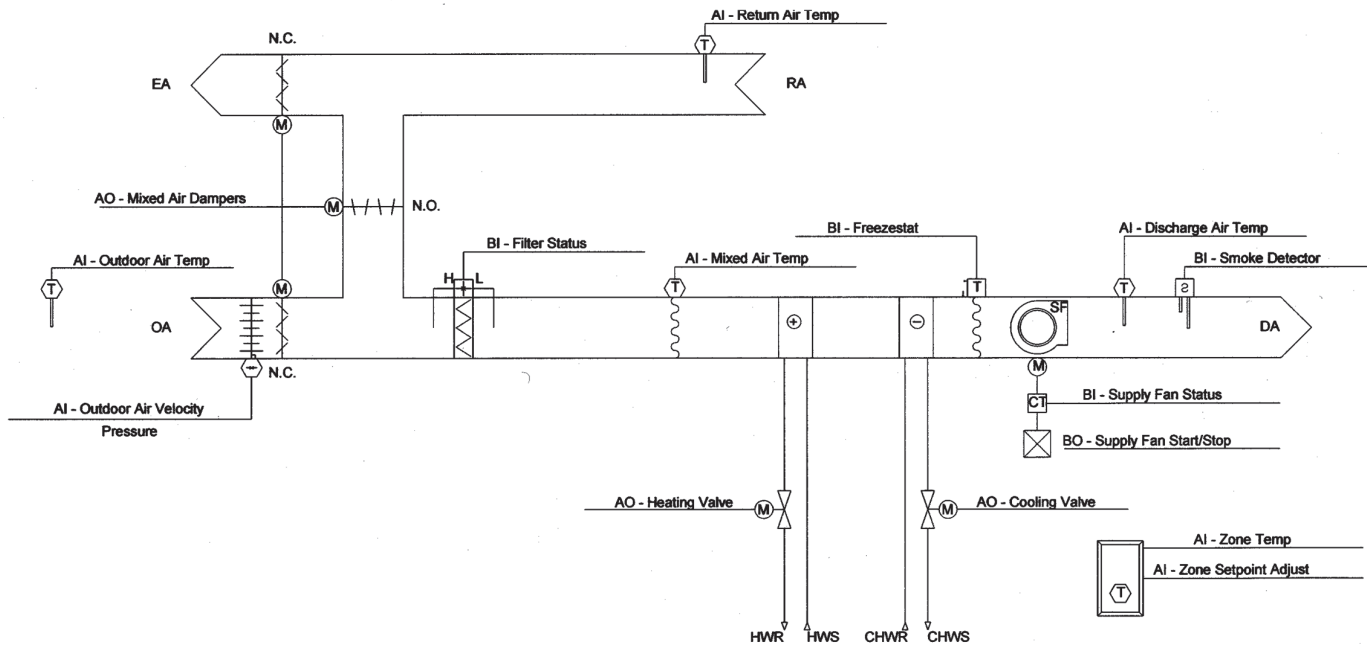 AI - Return Air Temp
N.C.
T
EA
RA
M
AO - Mixed Air Dampers
M
N.O.
BI - Filter Status
BI - Freezestat
AI - Discharge Air Temp
AI - Outdoor Air Temp
AI - Mixed Air Temp
BI - Smoke Detector
H
L
T
M
T
T
T
S
OA
SF
DA
N.C.
M
AI - Outdoor Air Velocity
Pressure
CT
BI - Supply Fan Status
BO - Supply Fan Start/Stop
AO - Heating Valve
M
M
AO - Cooling Valve
AI - Zone Temp
AI - Zone Setpoint Adjust
T
HWR
HWS
CHWR
CHWS